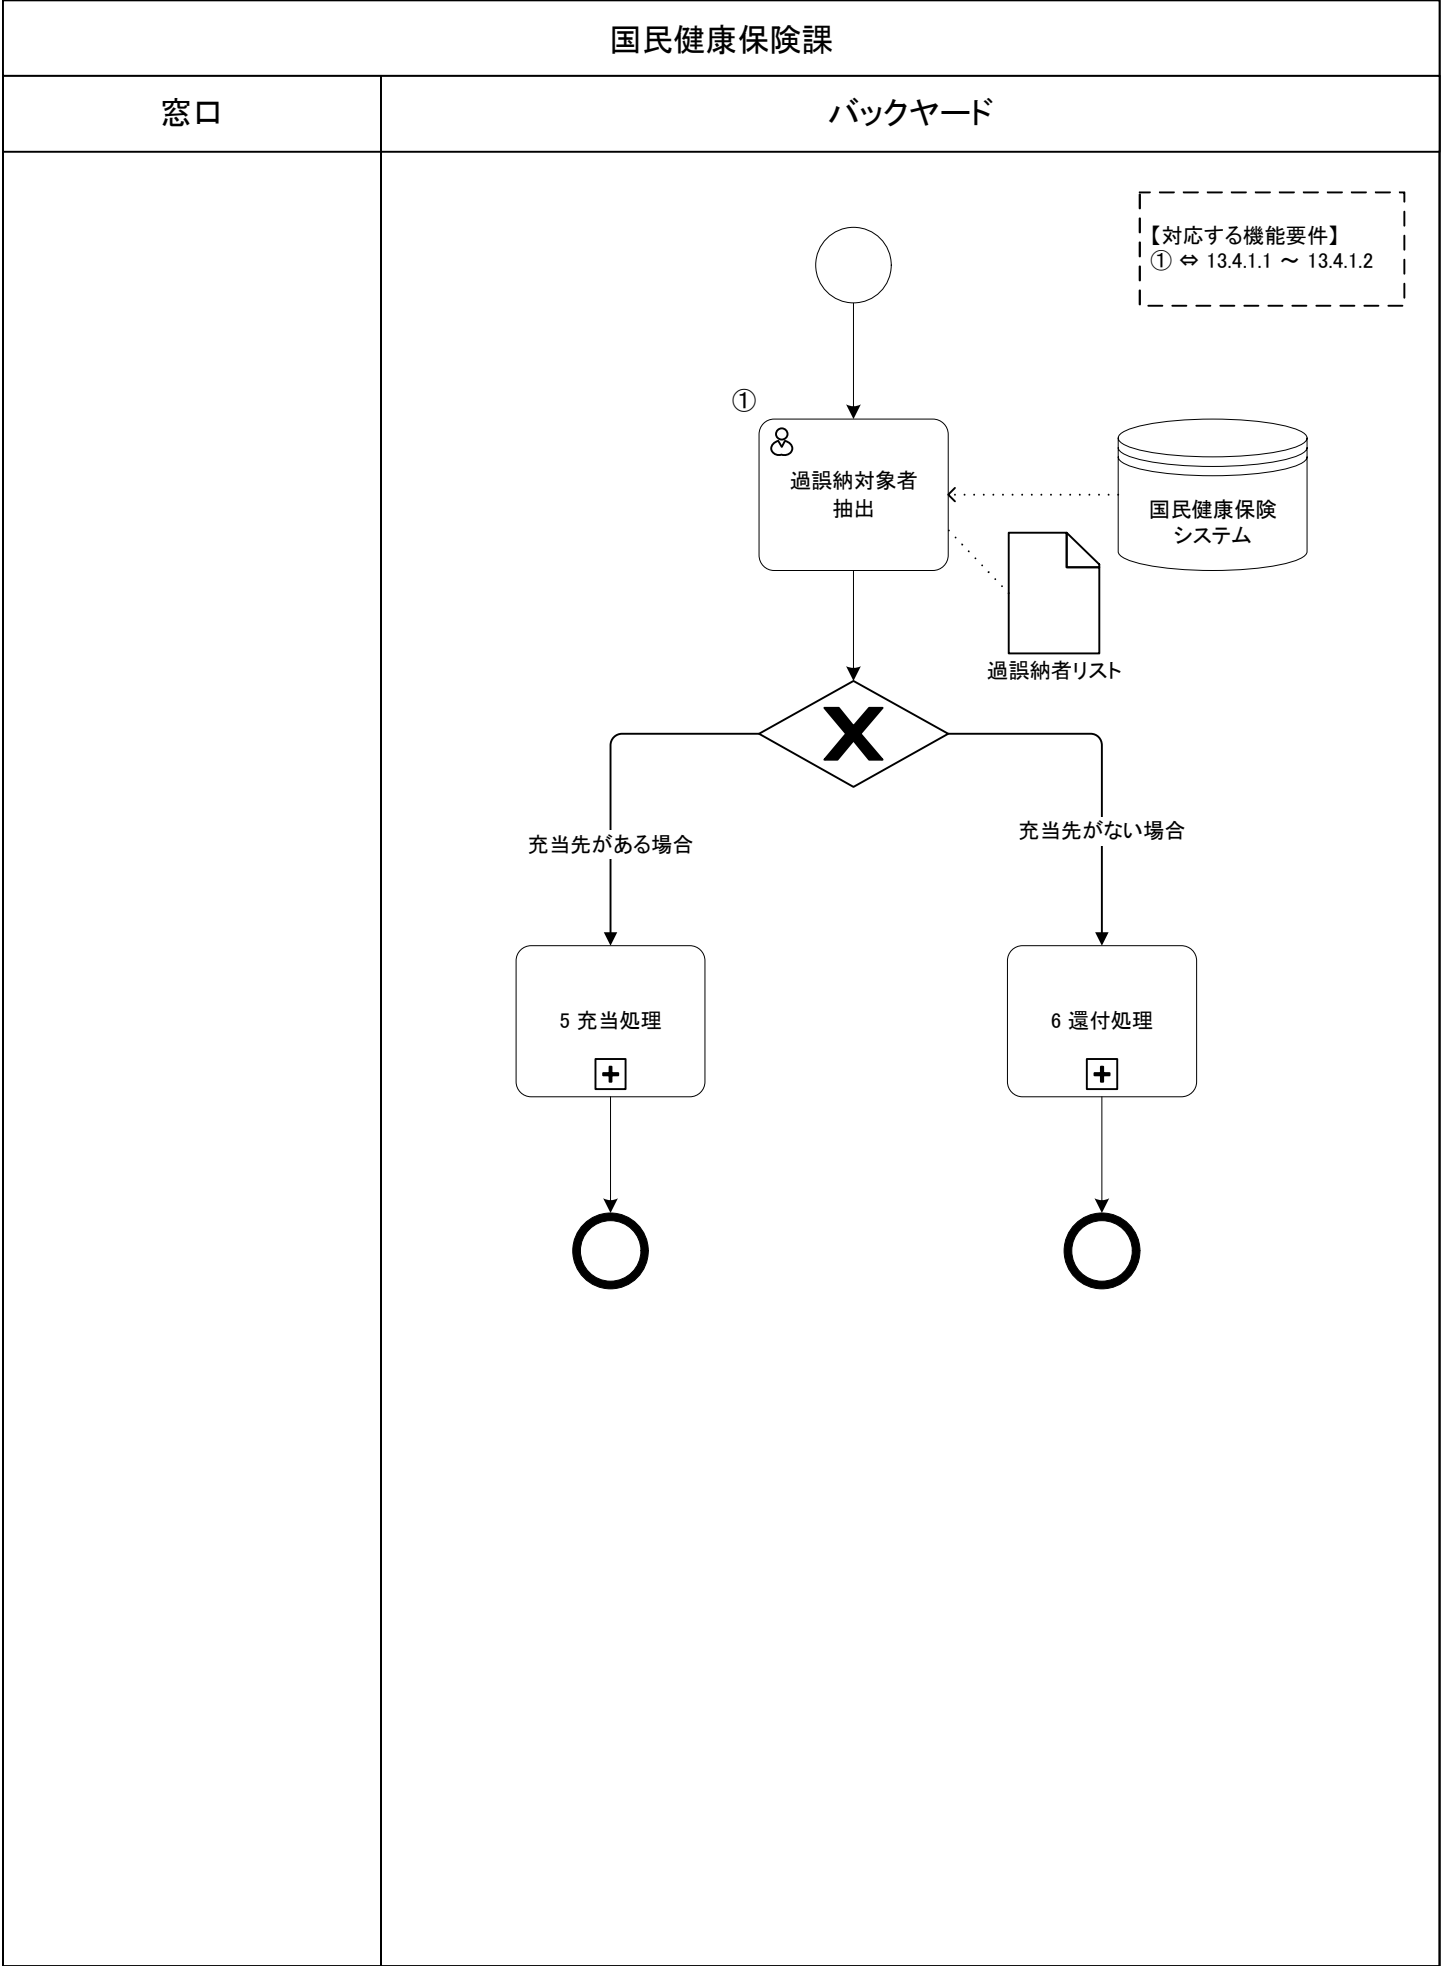 国民健康保険課
窓口
バックヤード
【対応する機能要件】
① ⇔ 13.4.1.1 ～ 13.4.1.2
①
過誤納対象者
抽出
国民健康保険
システム
過誤納者リスト
充当先がある場合
充当先がない場合
5 充当処理
6 還付処理